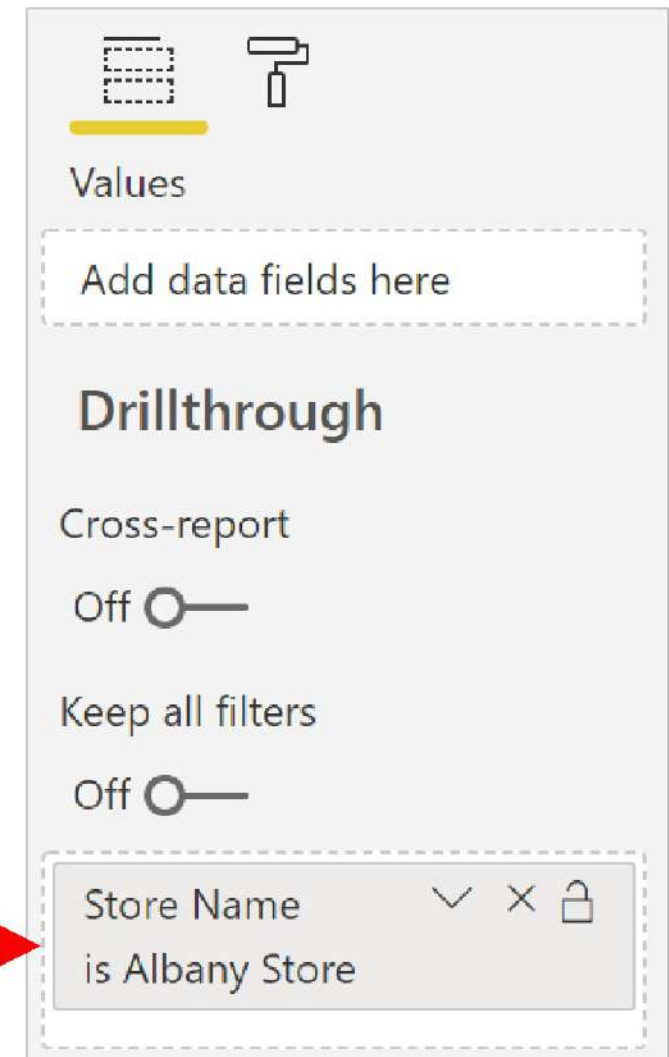 Values
Add data fields here
Drillthrough
Cross-report
Off
Keep all filters
Off
Store Name
is Albany Store